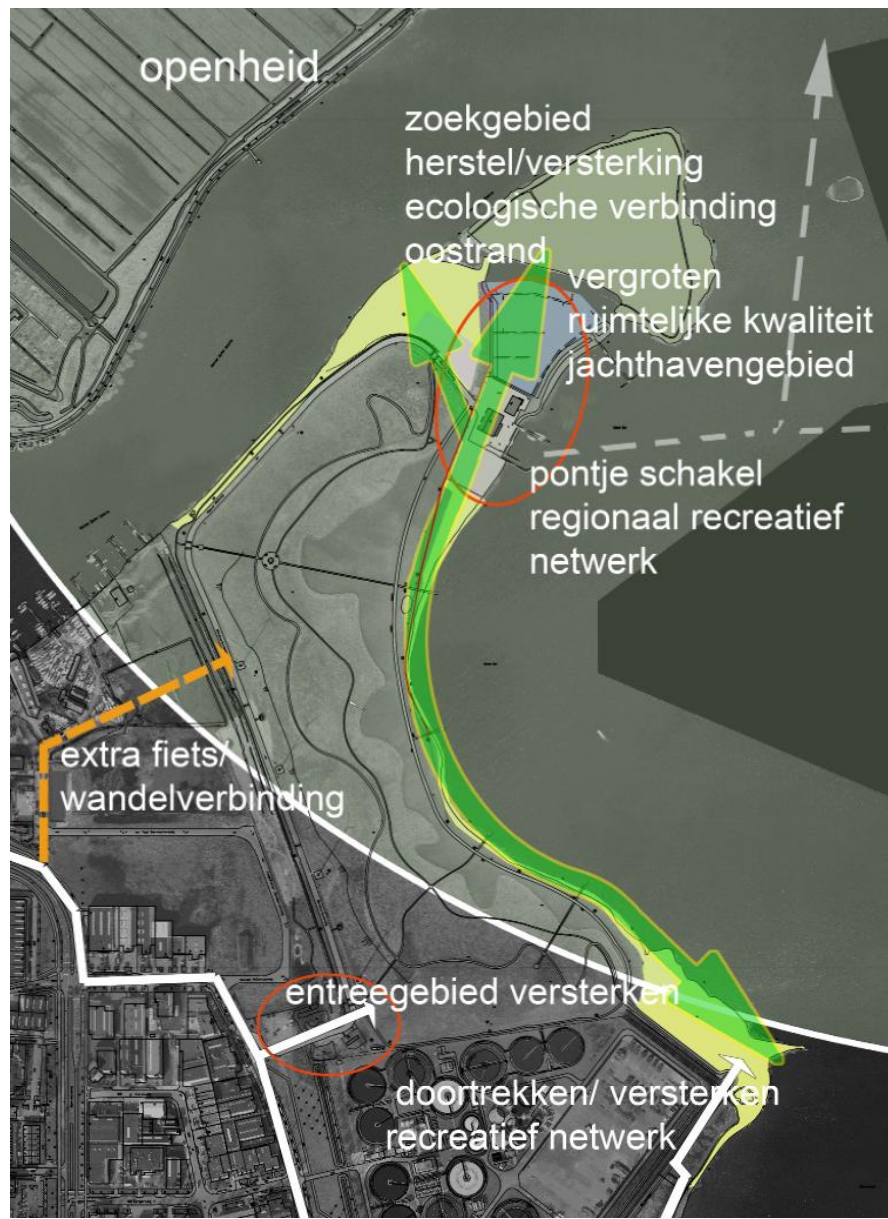 openheid
zoekgebied
herstel/versterking
ecologische verbinding
oostrand
vergroten
ruimtelijke kwaliteit
jachthavengebied
pontje schakel
regionaal recreatief
netwerk
extra fiets/
wandelverbinding
entreegebied versterken
doortrekken/ versterken
recreatief netwerk